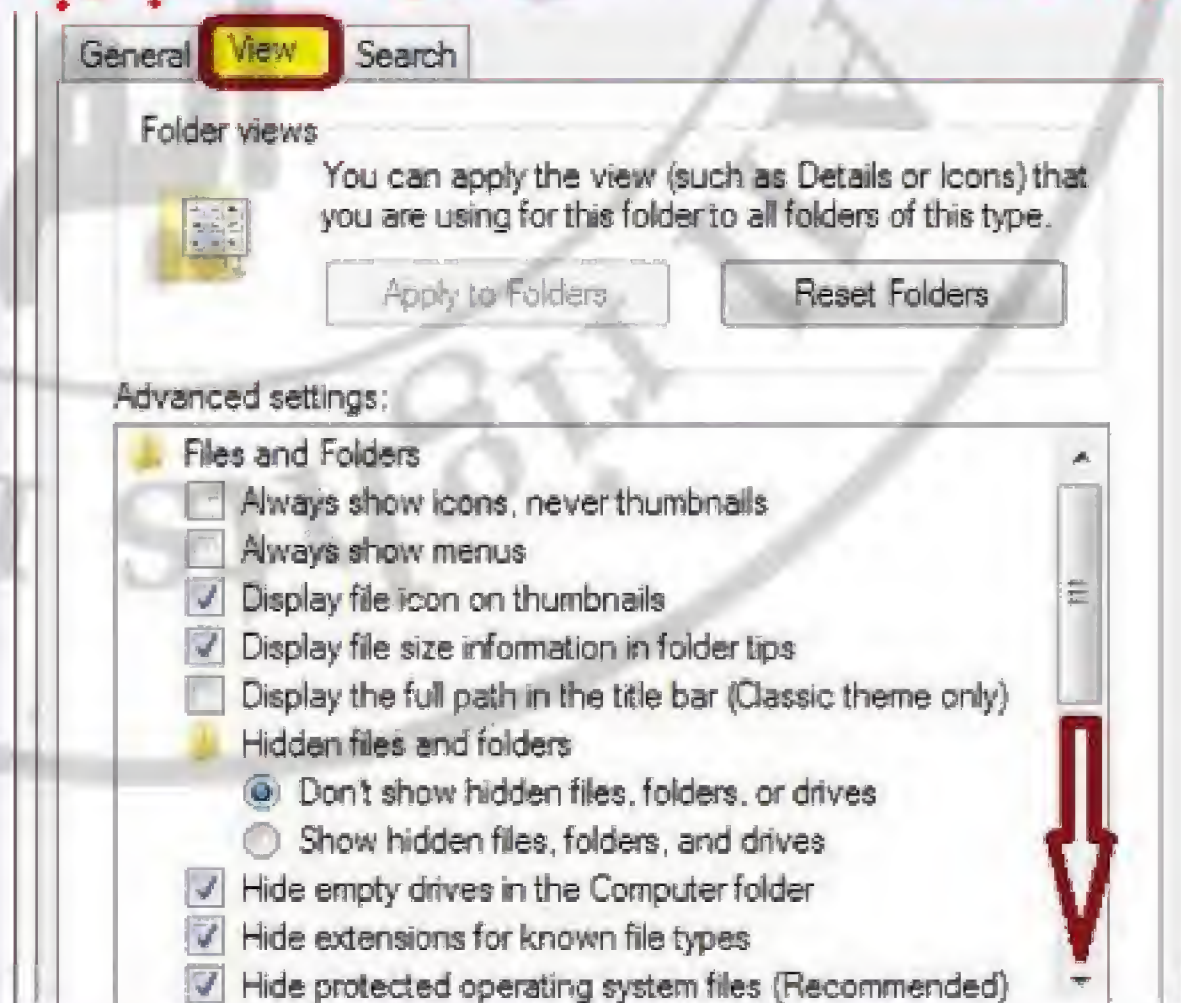 General View Search
Folder views
You can apply the view (such as Details or Icons) that
you are using for this folder to all folders of this type.
Apply to Folders Reset Folders
Advanced settings:
Files and Folders
Always show icons, never thumbnails
Always show menus
Display file icon on thumbnails
Display file size information in folder tips
Display the full path in the title bar (Classic theme only)
Hidden files and folders
Don't show hidden files, folders, or drives
Show hidden files, folders, and drives
Hide empty drives in the Computer folder
Hide extensions for known file types
Hide protected operating system files (Recommended)